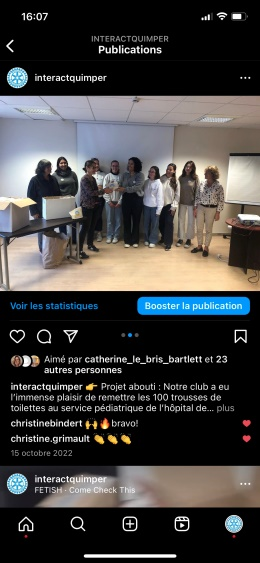 16:07
INTERACTQUIMPER
Publications
interactquimper
Voir les statistiques
Booster la publication
Aimé par catherine_le_bris_bartlett et 23
autres personnes
interactquimper 👉 Projet abouti : Notre club a eu
l'immense plaisir de remettre les 100 trousses de
toilettes au service pédiatrique de l'hôpital de... plus
christinebindert 🙌🔥bravo!
christine.grimault 👏👏👏
15 octobre 2022
interactquimper
FETISH · Come Check This